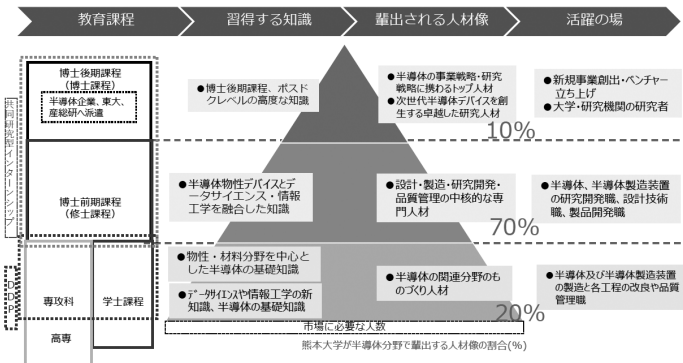 教育課程
習得する知識
輩出される人材像
活躍の場
共同研究型インターンシップ
DDP
博士後期課程
(博士課程)
半導体企業、東大、
産総研へ派遣
博士前期課程
(修士課程)
専攻科
学士課程
高専
●博士後期課程、ポスド
クレベルの高度な知識
●半導体の事業戦略・研究
戦略に携わるトップ人材
●次世代半導体デバイスを創
生する卓越した研究人材
●新規事業創出・ベンチャー
立ち上げ
●大学・研究機関の研究者
10%
●半導体物性デバイスとデ
ータサイエンス・情報
工学を融合した知識
●設計・製造・研究開発・
品質管理の中核的な専
門人材
●半導体、半導体製造装置
の研究開発職、設計技術
職、製品開発職
70%
●物性・材料分野を中心と
した半導体の基礎知識
●データサイエンスや情報工学の新
知識、半導体の基礎知識
●半導体の関連分野のも
のづくり人材
●半導体及び半導体製造装置
の製造と各工程の改良や品質
管理職
20%
市場に必要な人数
熊本大学が半導体分野で輩出する人材像の割合(%)